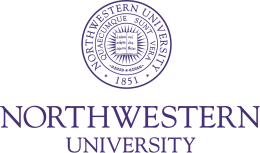 NORTHWESTERN UNIVERSITY
QUAECUMQUE SUNT VERA
· 1851 ·
NORTHWESTERN
UNIVERSITY